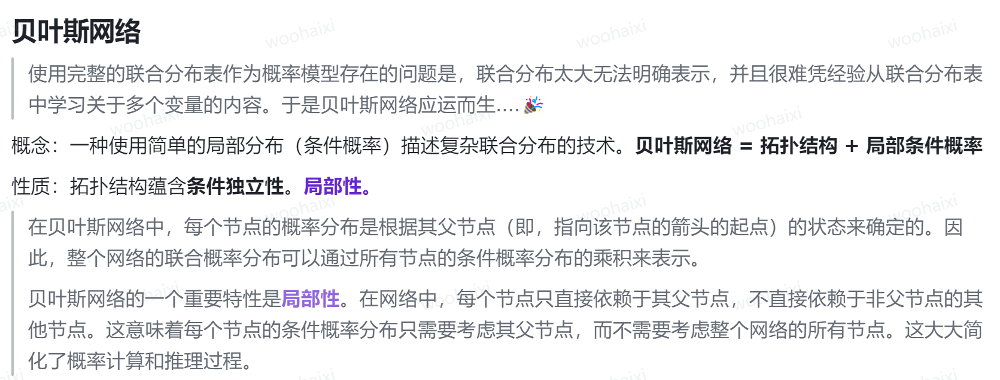 贝叶斯网络
使用完整的联合分布表作为概率模型存在的问题是，联合分布太大无法明确表示，并且很难凭经验从联合分布表
中学习关于多个变量的内容。于是贝叶斯网络应运而生....🎉
概念：一种使用简单的局部分布（条件概率）描述复杂联合分布的技术。贝叶斯网络 = 拓扑结构 + 局部条件概率
性质：拓扑结构蕴含条件独立性。局部性。
在贝叶斯网络中，每个节点的概率分布是根据其父节点（即，指向该节点的箭头的起点）的状态来确定的。因
此，整个网络的联合概率分布可以通过所有节点的条件概率分布的乘积来表示。
贝叶斯网络的一个重要特性是局部性。在网络中，每个节点只直接依赖于其父节点，不直接依赖于非父节点的其
他节点。这意味着每个节点的条件概率分布只需要考虑其父节点，而不需要考虑整个网络的所有节点。这大大简
化了概率计算和推理过程。
woohaixi